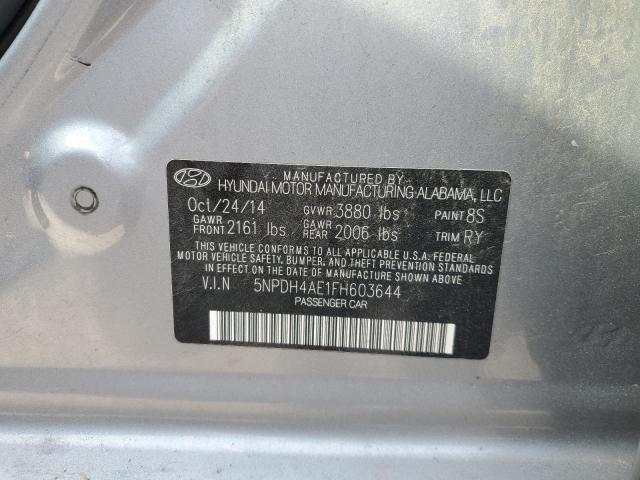 MANUFACTURED BY
HYUNDAI MOTOR MANUFACTURING ALABAMA, LLC
Oct/24/14 GVWR 3880 lbs PAINT 8S
GAWR FRONT 2161 lbs GAWR REAR 2006 lbs TRIM RY
THIS VEHICLE CONFORMS TO ALL APPLICABLE U.S.A. FEDERAL
MOTOR VEHICLE SAFETY, BUMPER, AND THEFT PREVENTION STANDARDS
IN EFFECT ON THE DATE OF MANUFACTURE SHOWN ABOVE
V.I.N 5NPDH4AE1FH603644
PASSENGER CAR